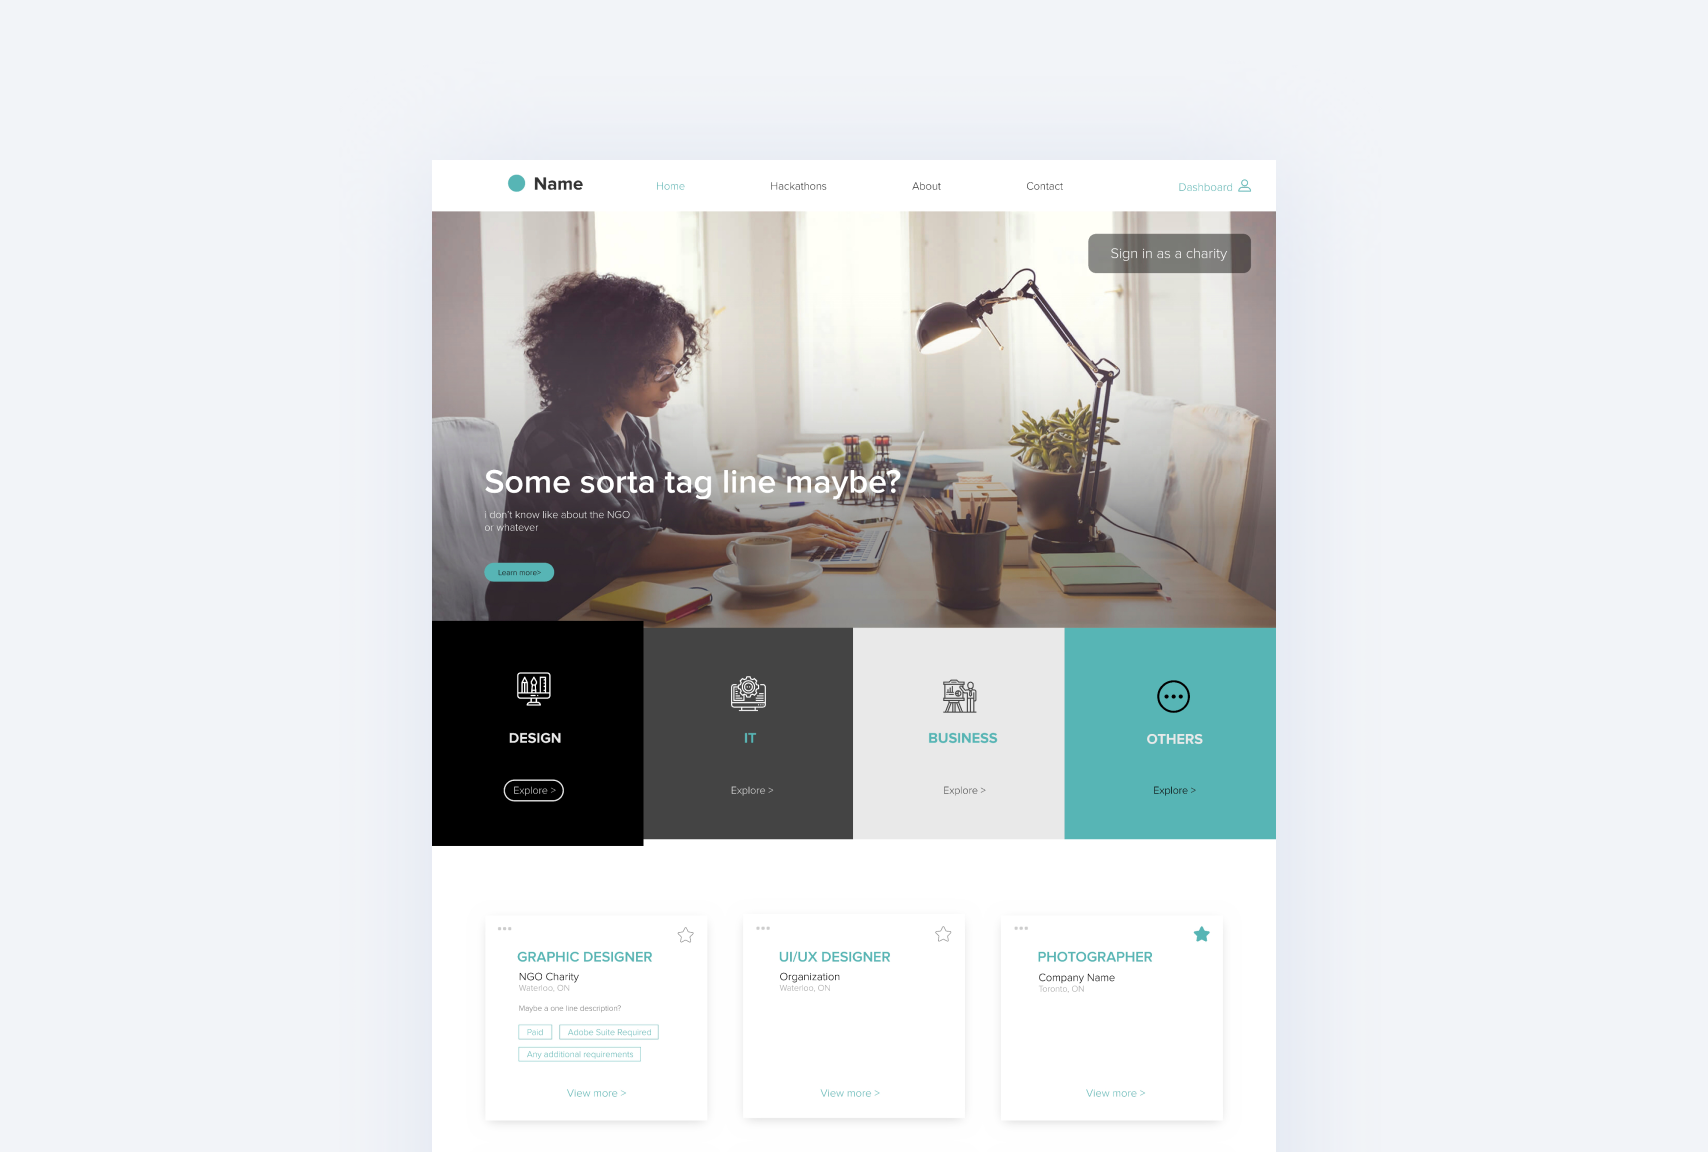 Name
Home
Hackathons
About
Contact
Dashboard
Sign in as a charity
Some sorta tag line maybe?
i don't know like about the NGO
or whatever
Learn more>
DESIGN
Explore >
IT
Explore >
BUSINESS
Explore >
OTHERS
Explore >
GRAPHIC DESIGNER
NGO Charity
Waterloo, ON
Maybe a one line description?
Paid
Adobe Suite Required
Any additional requirements
View more >
UI/UX DESIGNER
Organization
Waterloo, ON
View more >
PHOTOGRAPHER
Company Name
Toronto, ON
View more >